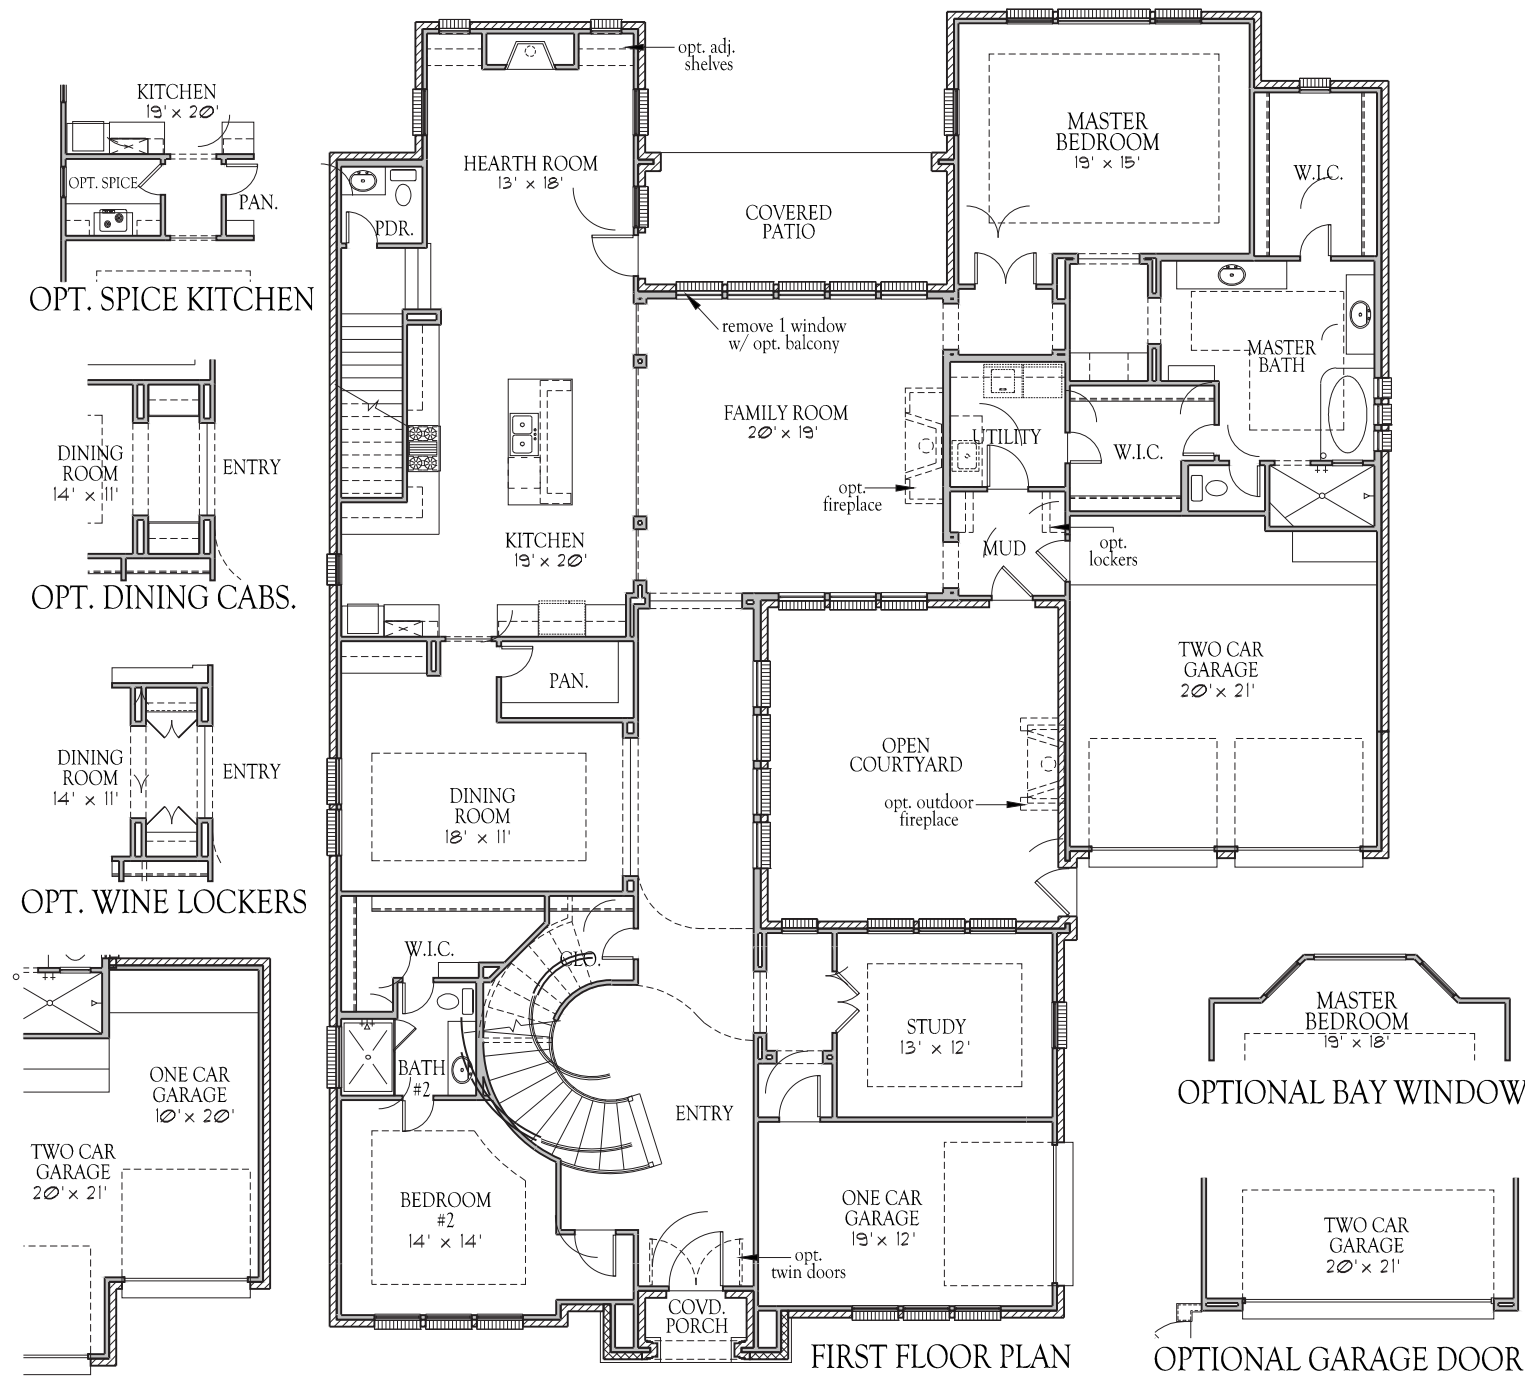 KITCHEN
19' x 20'
OPT. SPICE
PAN.
OPT. SPICE KITCHEN
DINING
ROOM
14' x 11'
ENTRY
OPT. DINING CABS.
DINING
ROOM
14' x 11'
ENTRY
OPT. WINE LOCKERS
ONE CAR
GARAGE
10' x 20'
TWO CAR
GARAGE
20' x 21'
opt. adj.
shelves
HEARTH ROOM
13' x 18'
PDR.
COVERED
PATIO
MASTER
BEDROOM
19' x 15'
W.I.C.
remove 1 window
w/ opt. balcony
MASTER
BATH
FAMILY ROOM
20' x 19'
UTILITY
W.I.C.
opt.
fireplace
KITCHEN
19' x 20'
MUD
opt.
lockers
PAN.
TWO CAR
GARAGE
20' x 21'
OPEN
COURTYARD
opt. outdoor
fireplace
DINING
ROOM
18' x 11'
W.I.C.
CLO.
STUDY
13' x 12'
BATH
#2
ENTRY
BEDROOM
#2
14' x 14'
ONE CAR
GARAGE
19' x 12'
opt.
twin doors
COVD.
PORCH
FIRST FLOOR PLAN
MASTER
BEDROOM
19' x 18'
OPTIONAL BAY WINDOW
TWO CAR
GARAGE
20' x 21'
OPTIONAL GARAGE DOOR